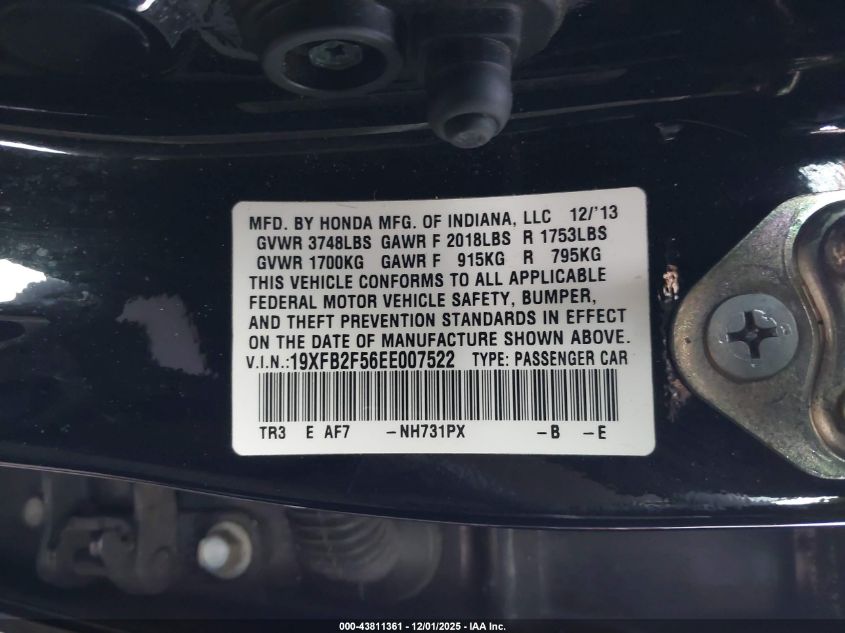 MFD. BY HONDA MFG. OF INDIANA, LLC 12/'13
GVWR 3748LBS GAWR F 2018LBS R 1753LBS
GVWR 1700KG GAWR F 915KG R 795KG
THIS VEHICLE CONFORMS TO ALL APPLICABLE
FEDERAL MOTOR VEHICLE SAFETY, BUMPER,
AND THEFT PREVENTION STANDARDS IN EFFECT
ON THE DATE OF MANUFACTURE SHOWN ABOVE.
V.I.N.:19XFB2F56EE007522 TYPE: PASSENGER CAR
TR3 E AF7 -NH731PX -B -E
000-43811361 - 12/01/2025 - IAA Inc.